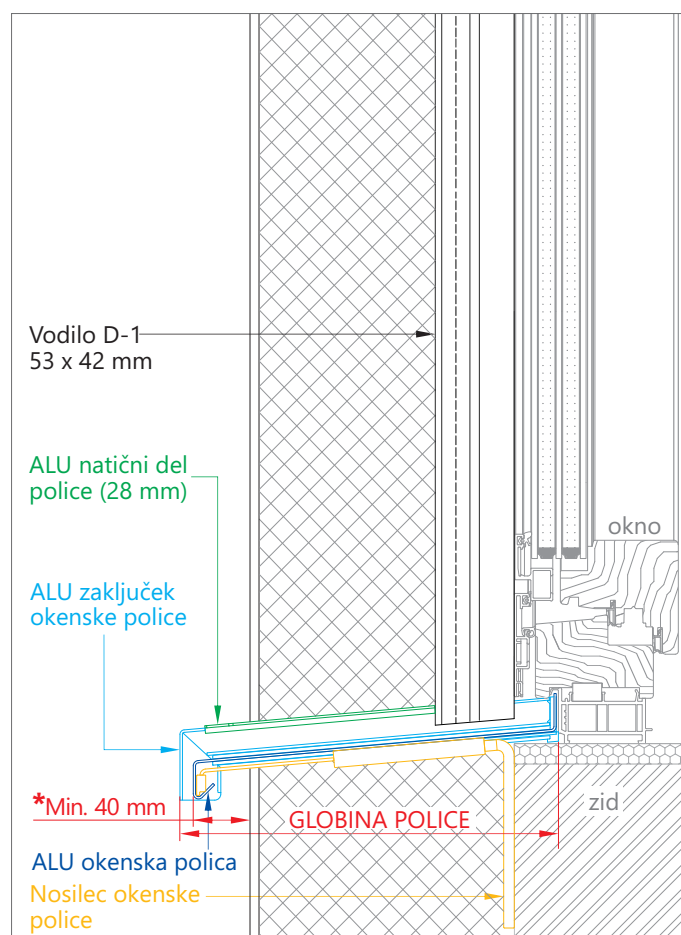 Vodilo D-1
53 x 42 mm
ALU natični del
police (28 mm)
okno
ALU zaključek
okenske police
*Min. 40 mm
GLOBINA POLICE
zid
ALU okenska polica
Nosilec okenske
police